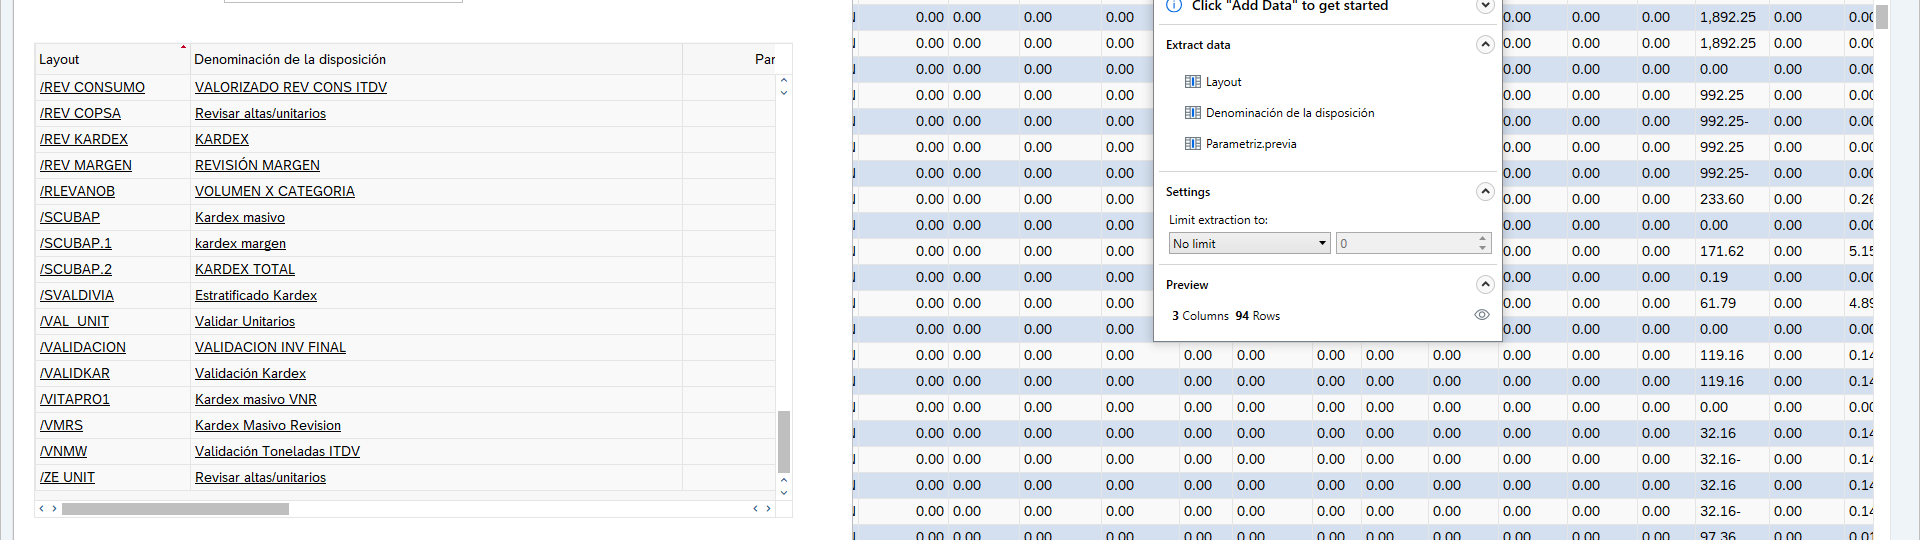 Layout Denominación de la disposición Par
/REV CONSUMO VALORIZADO REV CONS ITDV
/REV COPSA Revisar altas/unitarios
/REV KARDEX KARDEX
/REV MARGEN REVISIÓN MARGEN
/RLEVANOB VOLUMEN X CATEGORIA
/SCUBAP Kardex masivo
/SCUBAP.1 kardex margen
/SCUBAP.2 KARDEX TOTAL
/SVALDIVIA Estratificado Kardex
/VAL_UNIT Validar Unitarios
/VALIDACION VALIDACION INV FINAL
/VALIDKAR Validación Kardex
/VITAPRO1 Kardex masivo VNR
/VMRS Kardex Masivo Revision
/VNMW Validación Toneladas ITDV
/ZE UNIT Revisar altas/unitarios
Click "Add Data" to get started
Extract data
Layout
Denominación de la disposición
Parametriz.previa
Settings
Limit extraction to:
No limit 0
Preview
3 Columns 94 Rows
0.00 0.00 0.00 0.00 0.00 0.00 0.00 1,892.25 0.00 0.00
0.00 0.00 0.00 0.00 0.00 0.00 0.00 1,892.25 0.00 0.00
0.00 0.00 0.00 0.00 0.00 0.00 0.00 0.00 0.00 0.00
0.00 0.00 0.00 0.00 0.00 0.00 0.00 992.25 0.00 0.00
0.00 0.00 0.00 0.00 0.00 0.00 0.00 992.25- 0.00 0.00
0.00 0.00 0.00 0.00 0.00 0.00 0.00 992.25 0.00 0.00
0.00 0.00 0.00 0.00 0.00 0.00 0.00 992.25- 0.00 0.00
0.00 0.00 0.00 0.00 0.00 0.00 0.00 233.60 0.00 0.26
0.00 0.00 0.00 0.00 0.00 0.00 0.00 0.00 0.00 0.00
0.00 0.00 0.00 0.00 0.00 0.00 0.00 171.62 0.00 5.15
0.00 0.00 0.00 0.00 0.00 0.00 0.00 0.19 0.00 0.00
0.00 0.00 0.00 0.00 0.00 0.00 0.00 61.79 0.00 4.89
0.00 0.00 0.00 0.00 0.00 0.00 0.00 0.00 0.00 0.00
0.00 0.00 0.00 0.00 0.00 0.00 0.00 0.00 0.00 0.00 0.00 0.00 119.16 0.00 0.14
0.00 0.00 0.00 0.00 0.00 0.00 0.00 0.00 0.00 0.00 0.00 0.00 119.16 0.00 0.14
0.00 0.00 0.00 0.00 0.00 0.00 0.00 0.00 0.00 0.00 0.00 0.00 0.00 0.00 0.00
0.00 0.00 0.00 0.00 0.00 0.00 0.00 0.00 0.00 0.00 0.00 0.00 32.16 0.00 0.14
0.00 0.00 0.00 0.00 0.00 0.00 0.00 0.00 0.00 0.00 0.00 0.00 32.16- 0.00 0.14
0.00 0.00 0.00 0.00 0.00 0.00 0.00 0.00 0.00 0.00 0.00 0.00 32.16 0.00 0.14
0.00 0.00 0.00 0.00 0.00 0.00 0.00 0.00 0.00 0.00 0.00 0.00 32.16- 0.00 0.14
0.00 0.00 0.00 0.00 0.00 0.00 0.00 0.00 0.00 0.00 0.00 0.00 97.36 0.00 0.01